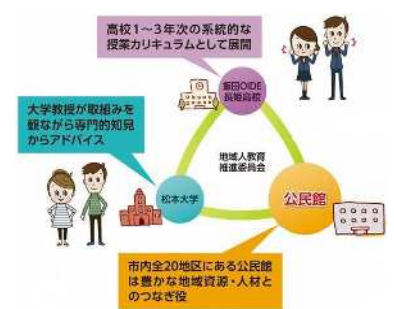 高校1〜3年次の系統的な
授業カリキュラムとして展開
飯田OIDE
長姫高校
大学教授が取組みを
観ながら専門的知見
からアドバイス
地域人教育
推進委員会
松本大学
公民館
市内全20地区にある公民館
は豊かな地域資源・人材と
のつなぎ役